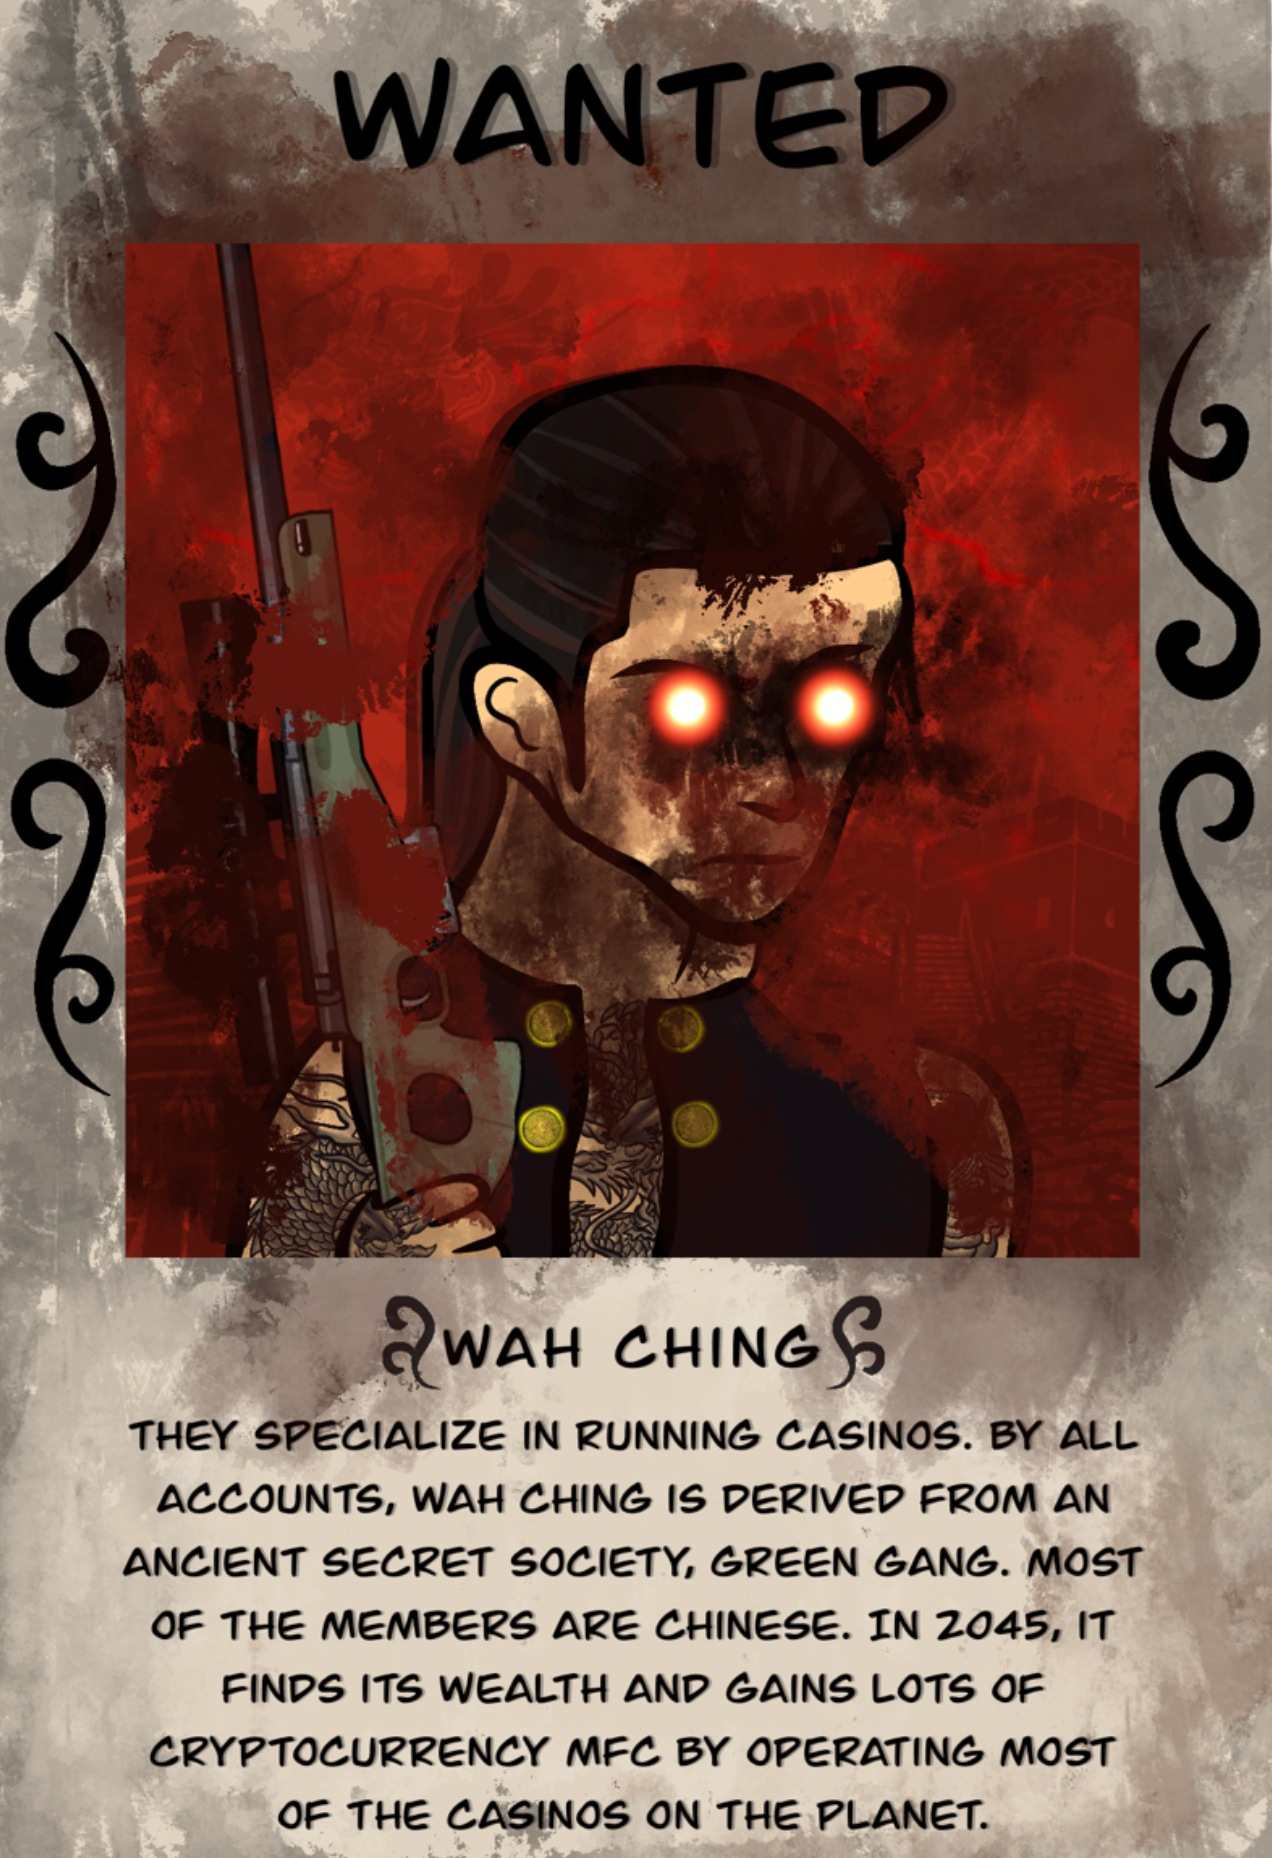 WANTED
WAH CHING
THEY SPECIALIZE IN RUNNING CASINOS. BY ALL
ACCOUNTS, WAH CHING IS DERIVED FROM AN
ANCIENT SECRET SOCIETY, GREEN GANG. MOST
OF THE MEMBERS ARE CHINESE. IN 2045, IT
FINDS ITS WEALTH AND GAINS LOTS OF
CRYPTOCURRENCY MFC BY OPERATING MOST
OF THE CASINOS ON THE PLANET.